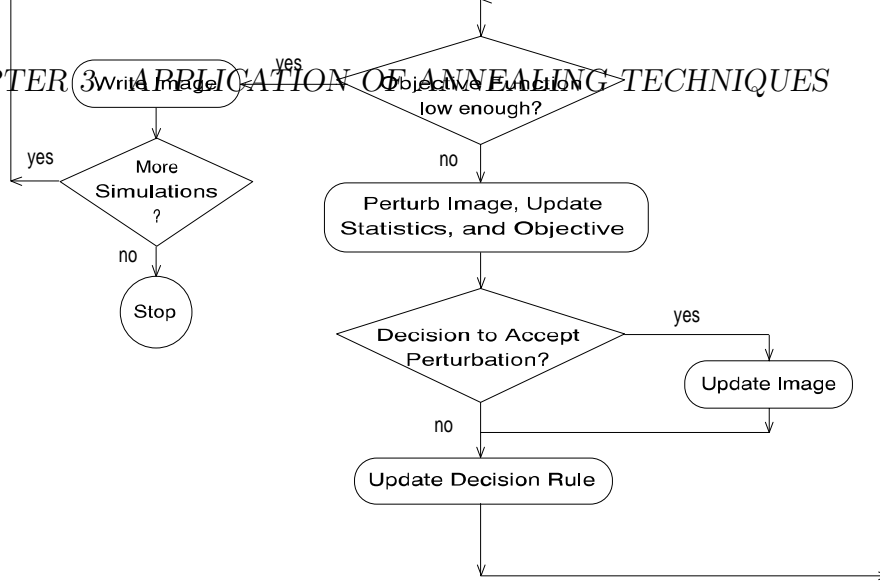 PTER 3. APPLICATION OF ANNEALING TECHNIQUES
yes
Write Image
Objective Function
low enough?
yes
More
Simulations
?
no
no
Stop
Perturb Image, Update
Statistics, and Objective
Decision to Accept
Perturbation?
yes
Update Image
no
Update Decision Rule